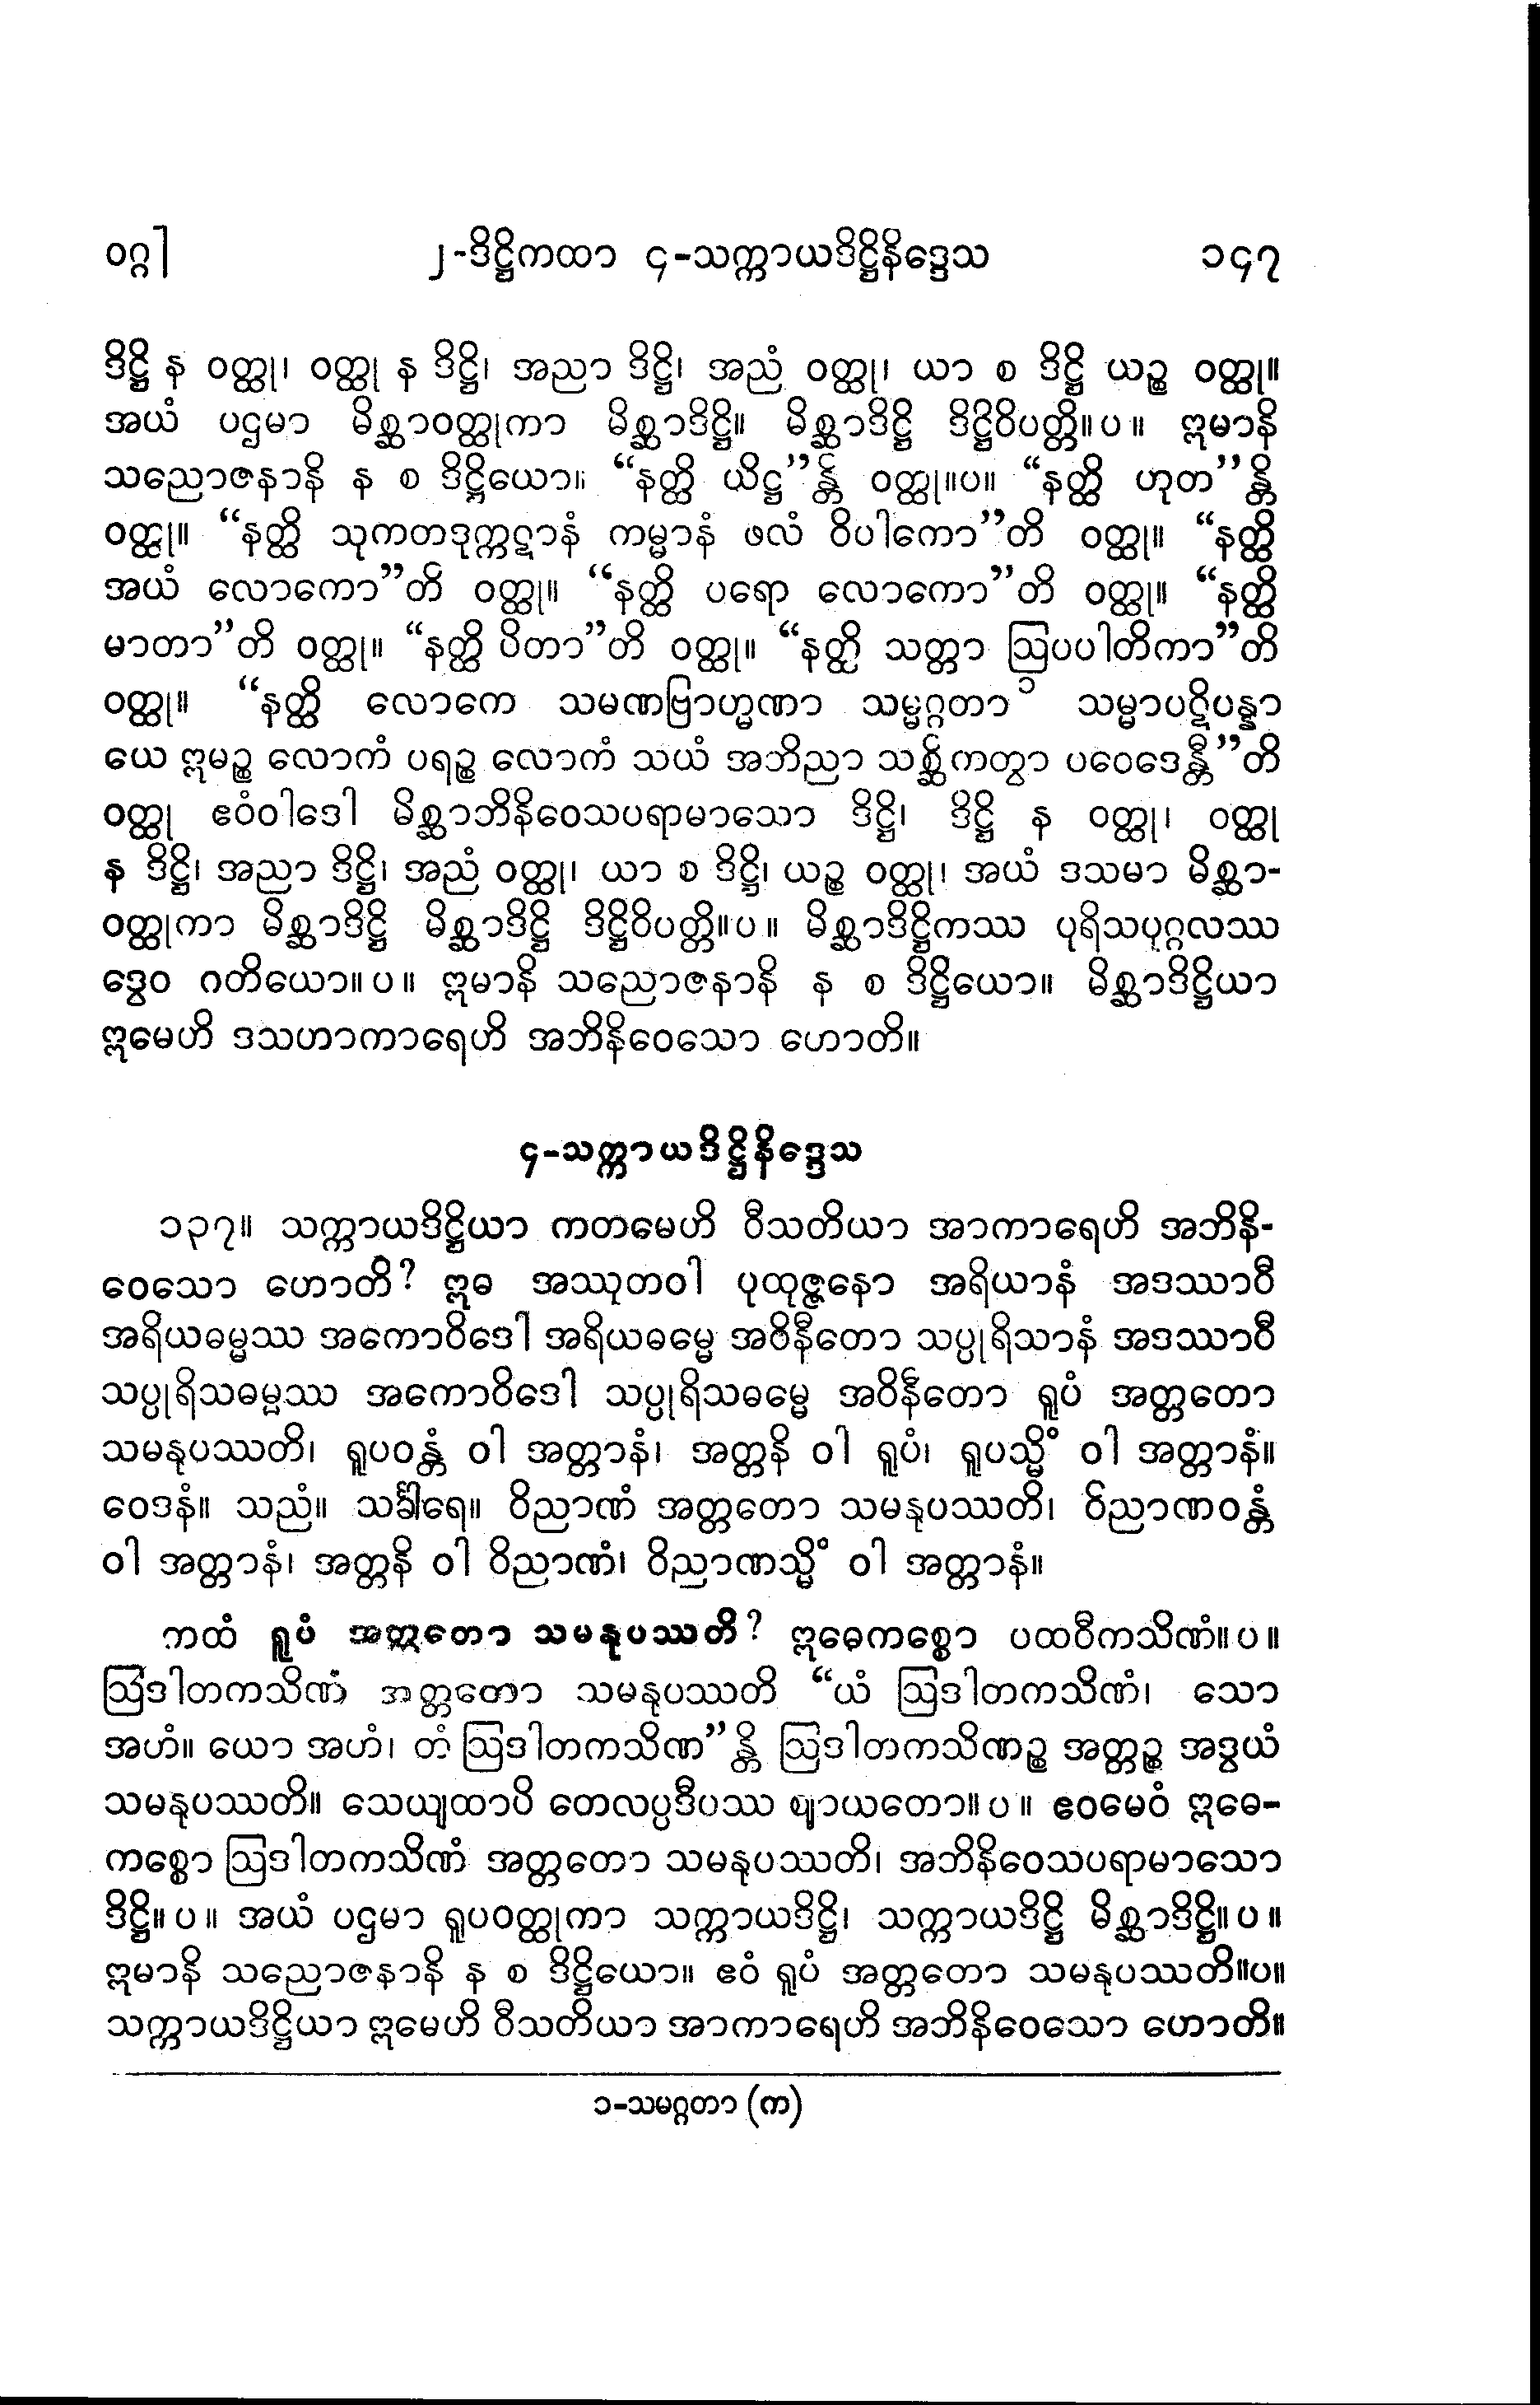 ဝဂ္ဂ]
၂-ဒိဋ္ဌိကထာ ၄-သက္ကာယဒိဋ္ဌိနိဒ္ဒေသ
၁၄၇
ဒိဋ္ဌိ န ဝတ္ထု၊ ဝတ္ထု န ဒိဋ္ဌိ၊ အညာ ဒိဋ္ဌိ၊ အညံ ဝတ္ထု၊ ယာ စ ဒိဋ္ဌိ ယဉ္စ ဝတ္ထု။
အယံ ပဌမာ မိစ္ဆာဝတ္ထုကာ မိစ္ဆာဒိဋ္ဌိ။ မိစ္ဆာဒိဋ္ဌိ ဒိဋ္ဌိဝိပတ္တိ။ပ။ ဣမာနိ
သညောဇနာနိ န စ ဒိဋ္ဌိယော။ “နတ္ထိ ယိဋ္ဌ”န္တိ ဝတ္ထု။ပ။ “နတ္ထိ ဟုတ”န္တိ
ဝတ္ထု။ “နတ္ထိ သုကတဒုက္ကဋာနံ ကမ္မာနံ ဖလံ ဝိပါကော”တိ ဝတ္ထု။ “နတ္ထိ
အယံ လောကော”တိ ဝတ္ထု။ “နတ္ထိ ပရော လောကော”တိ ဝတ္ထု။ “နတ္ထိ
မာတာ”တိ ဝတ္ထု။ “နတ္ထိ ပိတာ”တိ ဝတ္ထု။ “နတ္ထိ သတ္တာ ဩပပါတိကာ”တိ
ဝတ္ထု။ “နတ္ထိ လောကေ သမဏဗြာဟ္မဏာ သမ္မဂ္ဂတာ ၁ သမ္မာပဋိပန္နာ
ယေ ဣမဉ္စ လောကံ ပရဉ္စ လောကံ သယံ အဘိညာ သစ္ဆိကတွာ ပဝေဒေန္တီ”တိ
ဝတ္ထု ဧဝံဝါဒေါ မိစ္ဆာဘိနိဝေသပရာမာသော ဒိဋ္ဌိ၊ ဒိဋ္ဌိ န ဝတ္ထု၊ ဝတ္ထု
န ဒိဋ္ဌိ၊ အညာ ဒိဋ္ဌိ၊ အညံ ဝတ္ထု၊ ယာ စ ဒိဋ္ဌိ၊ ယဉ္စ ဝတ္ထု၊ အယံ ဒသမာ မိစ္ဆာ-
ဝတ္ထုကာ မိစ္ဆာဒိဋ္ဌိ မိစ္ဆာဒိဋ္ဌိ ဒိဋ္ဌိဝိပတ္တိ။ပ။ မိစ္ဆာဒိဋ္ဌိကဿ ပုရိသပုဂ္ဂလဿ
ဒွေဝ ဂတိယော။ပ။ ဣမာနိ သညောဇနာနိ န စ ဒိဋ္ဌိယော။ မိစ္ဆာဒိဋ္ဌိယာ
ဣမေဟိ ဒသဟာကာရေဟိ အဘိနိဝေသော ဟောတိ။
၄-သက္ကာယဒိဋ္ဌိနိဒ္ဒေသ
၁၃၇။ သက္ကာယဒိဋ္ဌိယာ ကတမေဟိ ဝီသတိယာ အာကာရေဟိ အဘိနိ-
ဝေသော ဟောတိ? ဣဓ အဿုတဝါ ပုထုဇ္ဇနော အရိယာနံ အဒဿာဝီ
အရိယဓမ္မဿ အကောဝိဒေါ အရိယဓမ္မေ အဝိနီတော သပ္ပုရိသာနံ အဒဿာဝီ
သပ္ပုရိသဓမ္မဿ အကောဝိဒေါ သပ္ပုရိသဓမ္မေ အဝိနီတော ရူပံ အတ္တတော
သမနုပဿတိ၊ ရူပဝန္တံ ဝါ အတ္တာနံ၊ အတ္တနိ ဝါ ရူပံ၊ ရူပသ္မိံ ဝါ အတ္တာနံ။
ဝေဒနံ။ သညံ။ သင်္ခါရေ။ ဝိညာဏံ အတ္တတော သမနုပဿတိ၊ ဝိညာဏဝန္တံ
ဝါ အတ္တာနံ၊ အတ္တနိ ဝါ ဝိညာဏံ၊ ဝိညာဏသ္မိံ ဝါ အတ္တာနံ။
ကထံ ရူပံ အတ္တတော သမနုပဿတိ? ဣဓေကစ္စော ပထဝီကသိဏံ။ပ။
ဩဒါတကသိဏံ အတ္တတော သမနုပဿတိ “ယံ ဩဒါတကသိဏံ၊ သော
အဟံ။ ယော အဟံ၊ တံ ဩဒါတကသိဏ”န္တိ ဩဒါတကသိဏဉ္စ အတ္တဉ္စ အဒွယံ
သမနုပဿတိ။ သေယျထာပိ တေလပ္ပဒီပဿ ဈာယတော။ပ။ ဧဝမေဝံ ဣဓေ-
ကစ္စော ဩဒါတကသိဏံ အတ္တတော သမနုပဿတိ၊ အဘိနိဝေသပရာမာသော
ဒိဋ္ဌိ။ပ။ အယံ ပဌမာ ရူပဝတ္ထုကာ သက္ကာယဒိဋ္ဌိ၊ သက္ကာယဒိဋ္ဌိ မိစ္ဆာဒိဋ္ဌိ။ပ။
ဣမာနိ သညောဇနာနိ န စ ဒိဋ္ဌိယော။ ဧဝံ ရူပံ အတ္တတော သမနုပဿတိ။ပ။
သက္ကာယဒိဋ္ဌိယာ ဣမေဟိ ဝီသတိယာ အာကာရေဟိ အဘိနိဝေသော ဟောတိ။
၁-သမဂ္ဂတာ (က)